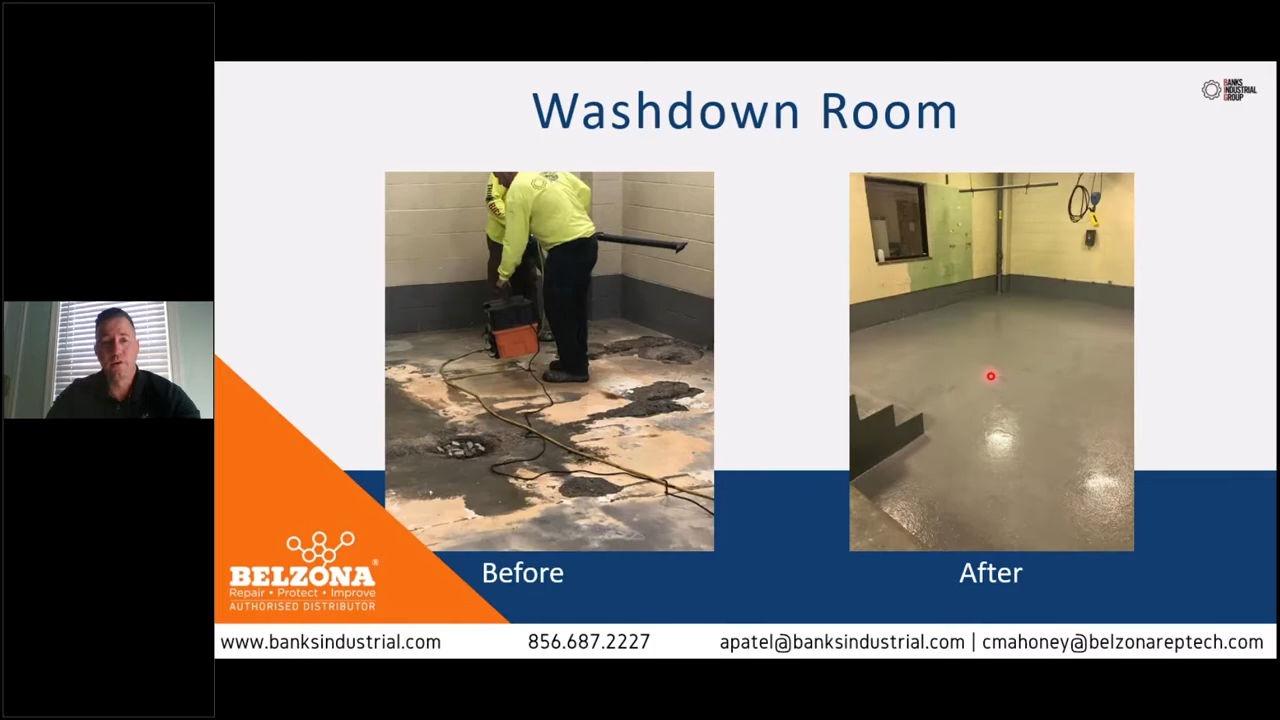 Washdown Room
BANKS
INDUSTRIAL
GROUP
Before
After
BELZONA®
Repair • Protect • Improve
AUTHORISED DISTRIBUTOR
www.banksindustrial.com 856.687.2227 apatel@banksindustrial.com | cmahoney@belzonareptech.com